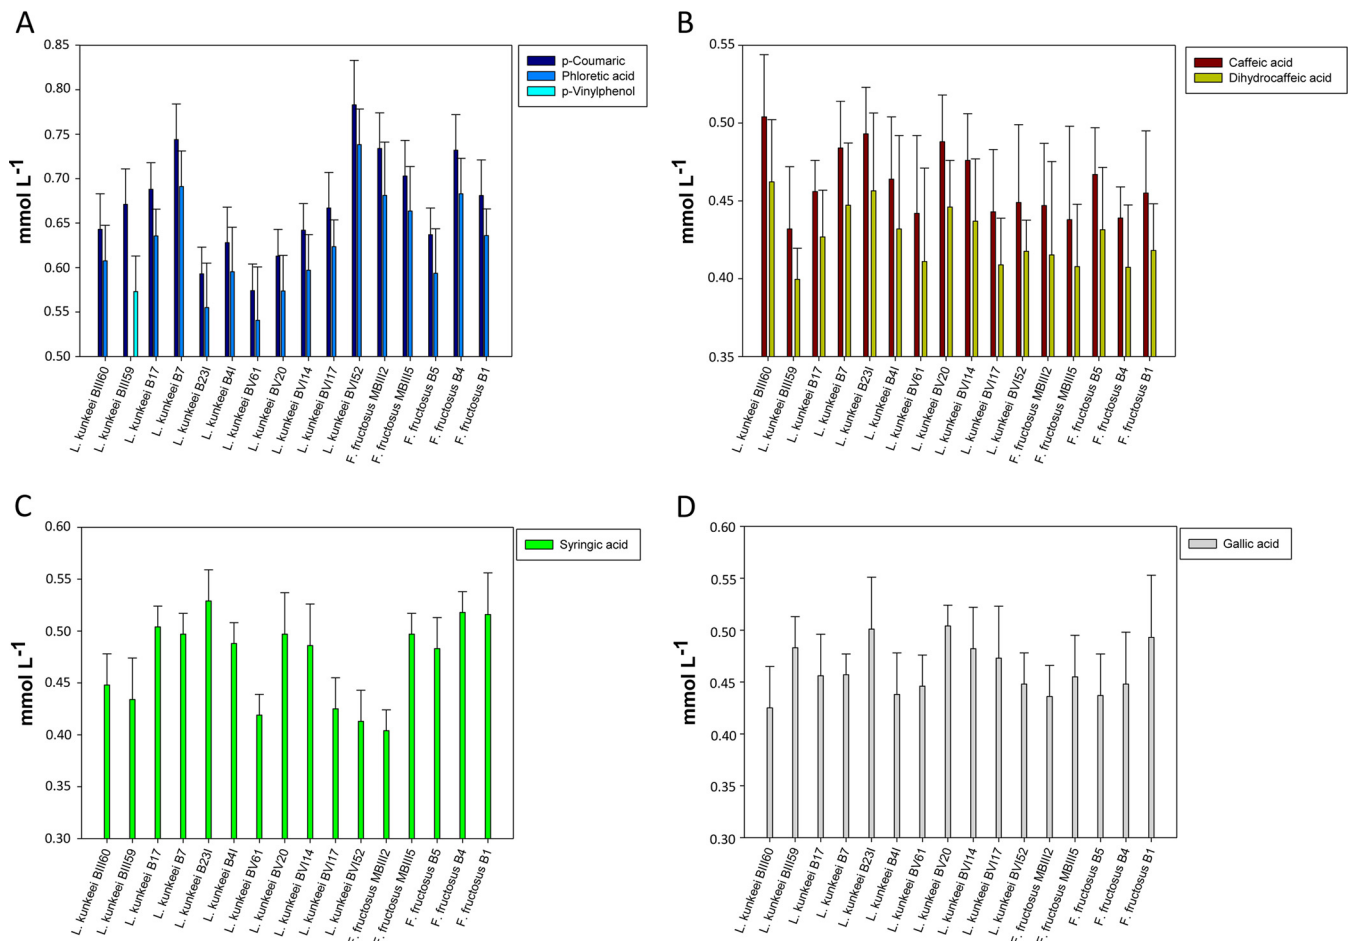 A
mmol L-1
0.85
0.80
0.75
0.70
0.65
0.60
0.55
0.50
p-Coumaric
Phloretic acid
p-Vinylphenol
L. kunkeei BIII60
L. kunkeei BIII59
L. kunkeei B17
L. kunkeei B7
L. kunkeei B23I
L. kunkeei B4I
L. kunkeei BV61
L. kunkeei BV20
L. kunkeei BVI14
L. kunkeei BVI17
L. kunkeei BVI52
F. fructosus MBIII2
F. fructosus MBIII5
F. fructosus B5
F. fructosus B4
F. fructosus B1
B
mmol L-1
0.55
0.50
0.45
0.40
0.35
Caffeic acid
Dihydrocaffeic acid
L. kunkeei BIII60
L. kunkeei BIII59
L. kunkeei B17
L. kunkeei B7
L. kunkeei B23I
L. kunkeei B4I
L. kunkeei BV61
L. kunkeei BV20
L. kunkeei BVI14
L. kunkeei BVI17
L. kunkeei BVI52
F. fructosus MBIII2
F. fructosus MBIII5
F. fructosus B5
F. fructosus B4
F. fructosus B1
C
mmol L-1
0.60
0.55
0.50
0.45
0.40
0.35
0.30
Syringic acid
L. kunkeei BIII60
L. kunkeei BIII59
L. kunkeei B17
L. kunkeei B7
L. kunkeei B23I
L. kunkeei B4I
L. kunkeei BV61
L. kunkeei BV20
L. kunkeei BVI14
L. kunkeei BVI17
L. kunkeei BVI52
F. fructosus MBIII2
F. fructosus MBIII5
F. fructosus B5
F. fructosus B4
F. fructosus B1
D
mmol L-1
0.60
0.55
0.50
0.45
0.40
0.35
0.30
Gallic acid
L. kunkeei BIII60
L. kunkeei BIII59
L. kunkeei B17
L. kunkeei B7
L. kunkeei B23I
L. kunkeei B4I
L. kunkeei BV61
L. kunkeei BV20
L. kunkeei BVI14
L. kunkeei BVI17
L. kunkeei BVI52
F. fructosus MBIII2
F. fructosus MBIII5
F. fructosus B5
F. fructosus B4
F. fructosus B1